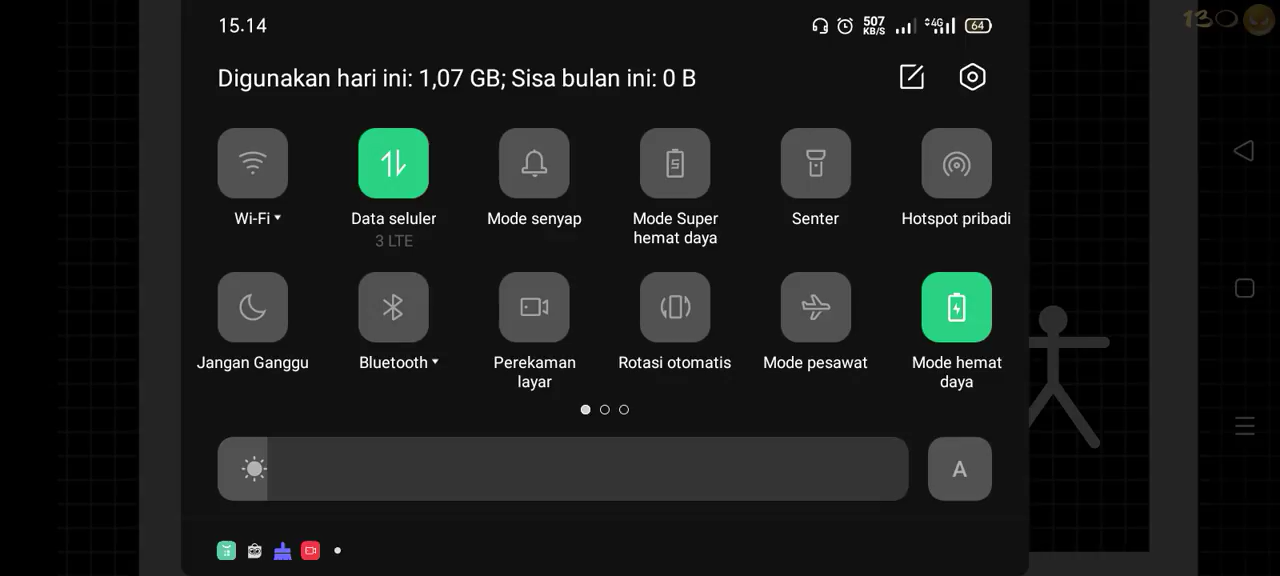 15.14
507 KB/S 4G 64
130
Digunakan hari ini: 1,07 GB; Sisa bulan ini: 0 B
Wi-Fi
Data seluler
3 LTE
Mode senyap
Mode Super
hemat daya
Senter
Hotspot pribadi
Jangan Ganggu
Bluetooth
Perekaman
layar
Rotasi otomatis
Mode pesawat
Mode hemat
daya
A